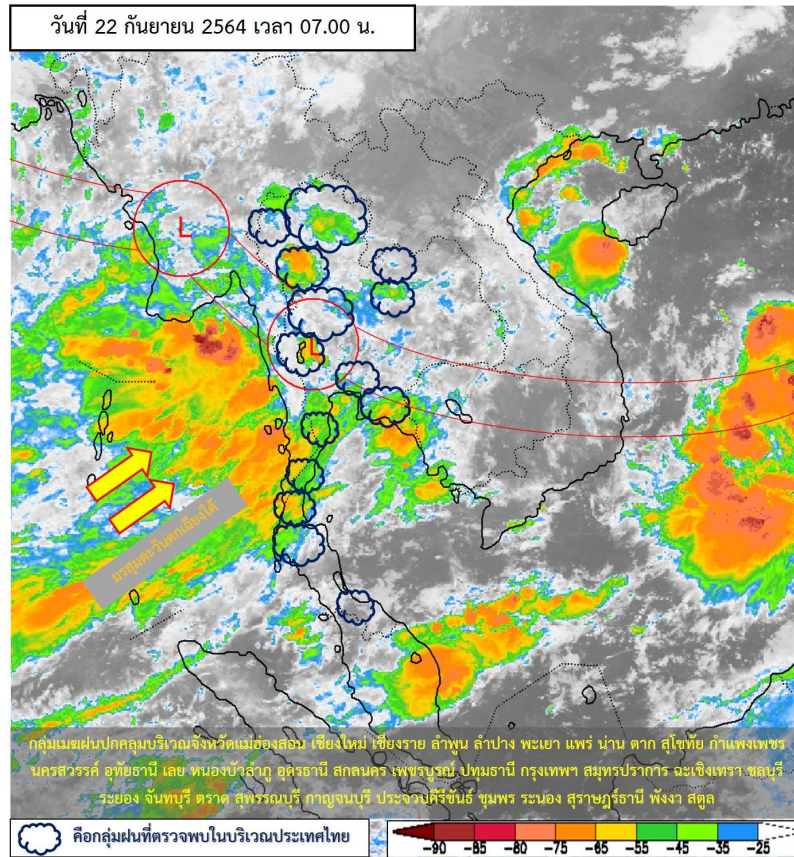 วันที่ 22 กันยายน 2564 เวลา 07.00 น.
L
L
มรสุมตะวันตกเฉียงใต้
กลุ่มเมฆฝนปกคลุมบริเวณจังหวัดแม่ฮ่องสอน เชียงใหม่ เชียงราย ลำพูน ลำปาง พะเยา แพร่ น่าน ตาก สุโขทัย กำแพงเพชร
นครสวรรค์ อุทัยธานี เลย หนองบัวลำภู อุดรธานี สกลนคร เพชรบูรณ์ ปทุมธานี กรุงเทพฯ สมุทรปราการ ฉะเชิงเทรา ชลบุรี
ระยอง จันทบุรี ตราด สุพรรณบุรี กาญจนบุรี ประจวบคีรีขันธ์ ชุมพร ระนอง สุราษฎร์ธานี พังงา สตูล
คือกลุ่มฝนที่ตรวจพบในบริเวณประเทศไทย
-90 -85 -80 -75 -65 -55 -45 -35 -25